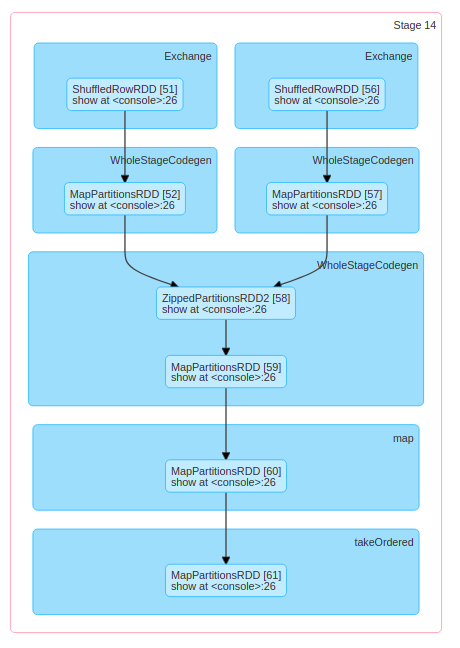 Stage 14
Exchange
ShuffledRowRDD [51]
show at <console>:26
Exchange
ShuffledRowRDD [56]
show at <console>:26
WholeStageCodegen
MapPartitionsRDD [52]
show at <console>:26
WholeStageCodegen
MapPartitionsRDD [57]
show at <console>:26
WholeStageCodegen
ZippedPartitionsRDD2 [58]
show at <console>:26
MapPartitionsRDD [59]
show at <console>:26
map
MapPartitionsRDD [60]
show at <console>:26
takeOrdered
MapPartitionsRDD [61]
show at <console>:26